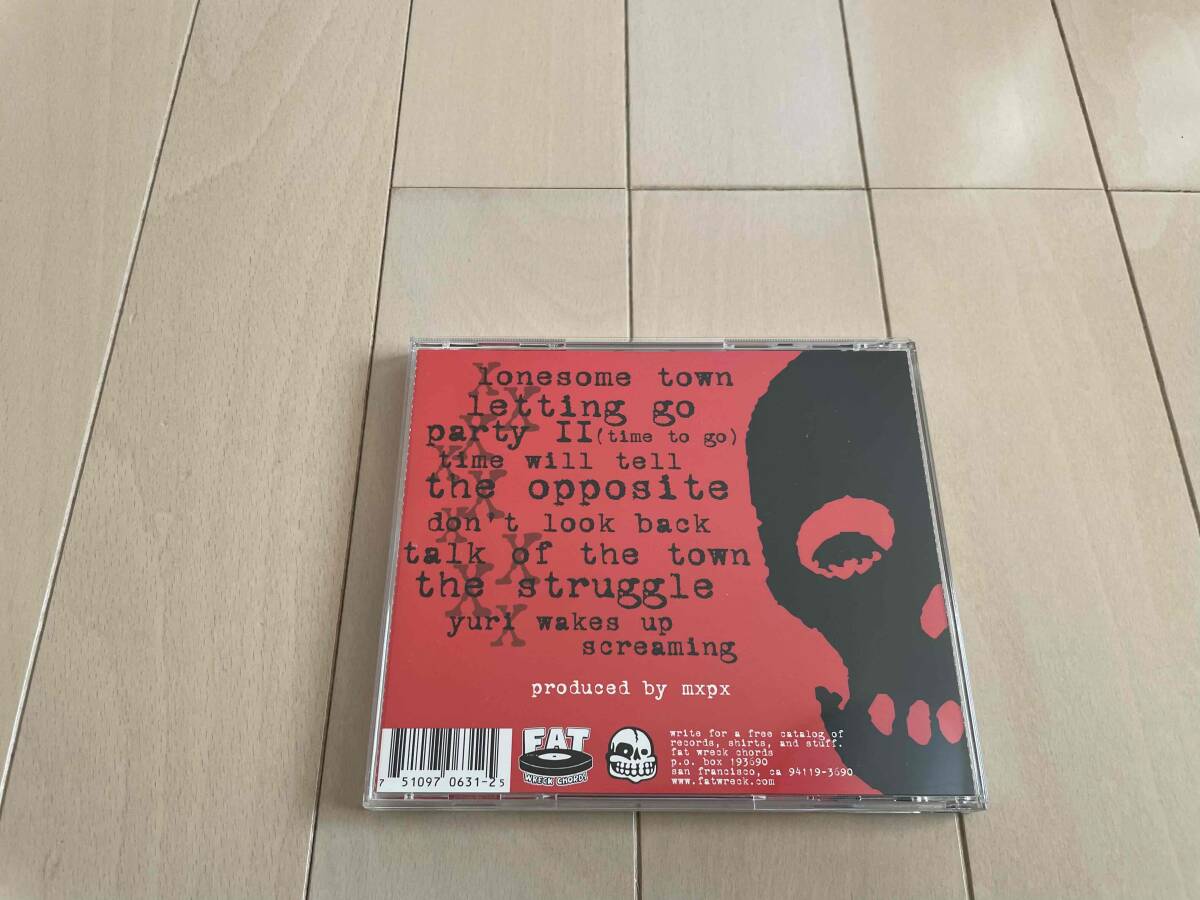 lonesome town
letting go
party II (time to go)
time will tell
the opposite
don't look back
talk of the town
the struggle
yuri wakes up
screaming
produced by mxpx
7 51097 0631-2 5
FAT
WRECK CHORDS
write for a free catalog of
records, shirts, and stuff.
fat wreck chords
p.o. box 193690
san francisco, ca 94119-3690
www.fatwreck.com